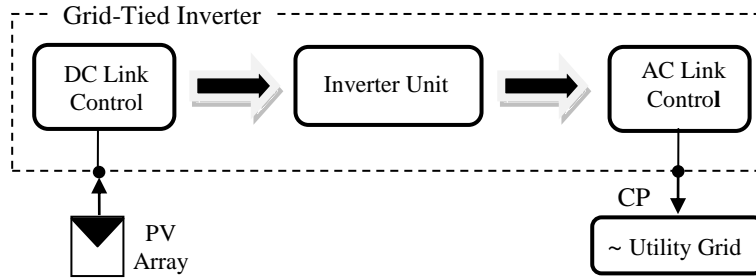 Grid-Tied Inverter
DC Link
Control
Inverter Unit
AC Link
Control
CP
PV
Array
~ Utility Grid